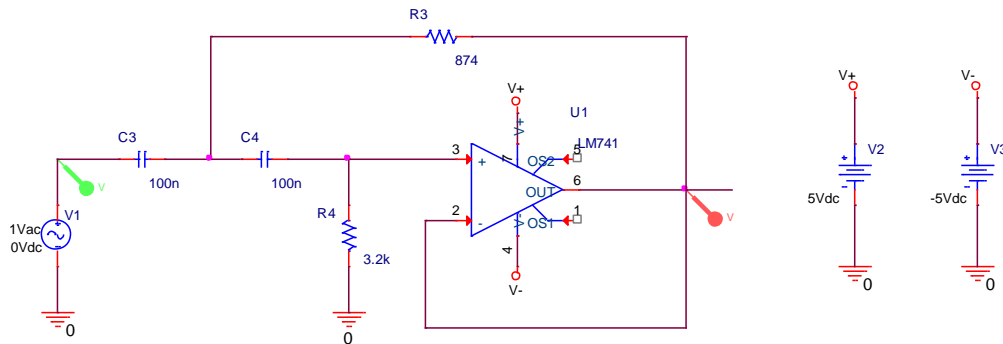 R3
874
V+
V-
V+
U1
C3
C4
V+
LM741
V2
V3
3
+
7
OS2
5
100n
100n
OUT
6
5Vdc
-5Vdc
V
V1
R4
2
-
V-
OS1
1
V
1Vac
0Vdc
3.2k
4
0
0
V-
0
0